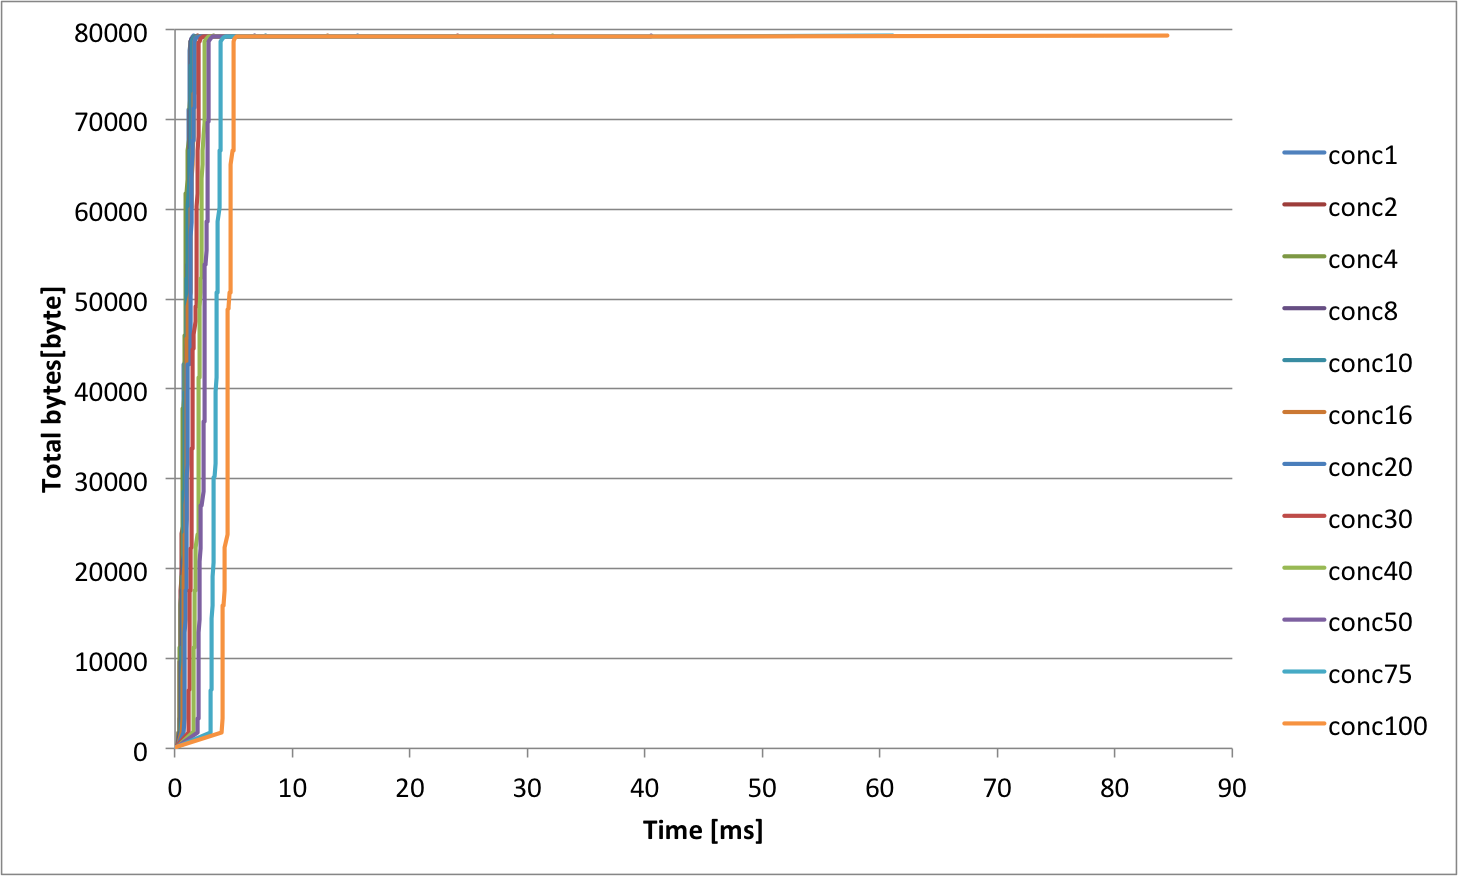 80000
70000
60000
50000
40000
30000
20000
10000
0
Total bytes[byte]
0 10 20 30 40 50 60 70 80 90
Time [ms]
conc1
conc2
conc4
conc8
conc10
conc16
conc20
conc30
conc40
conc50
conc75
conc100